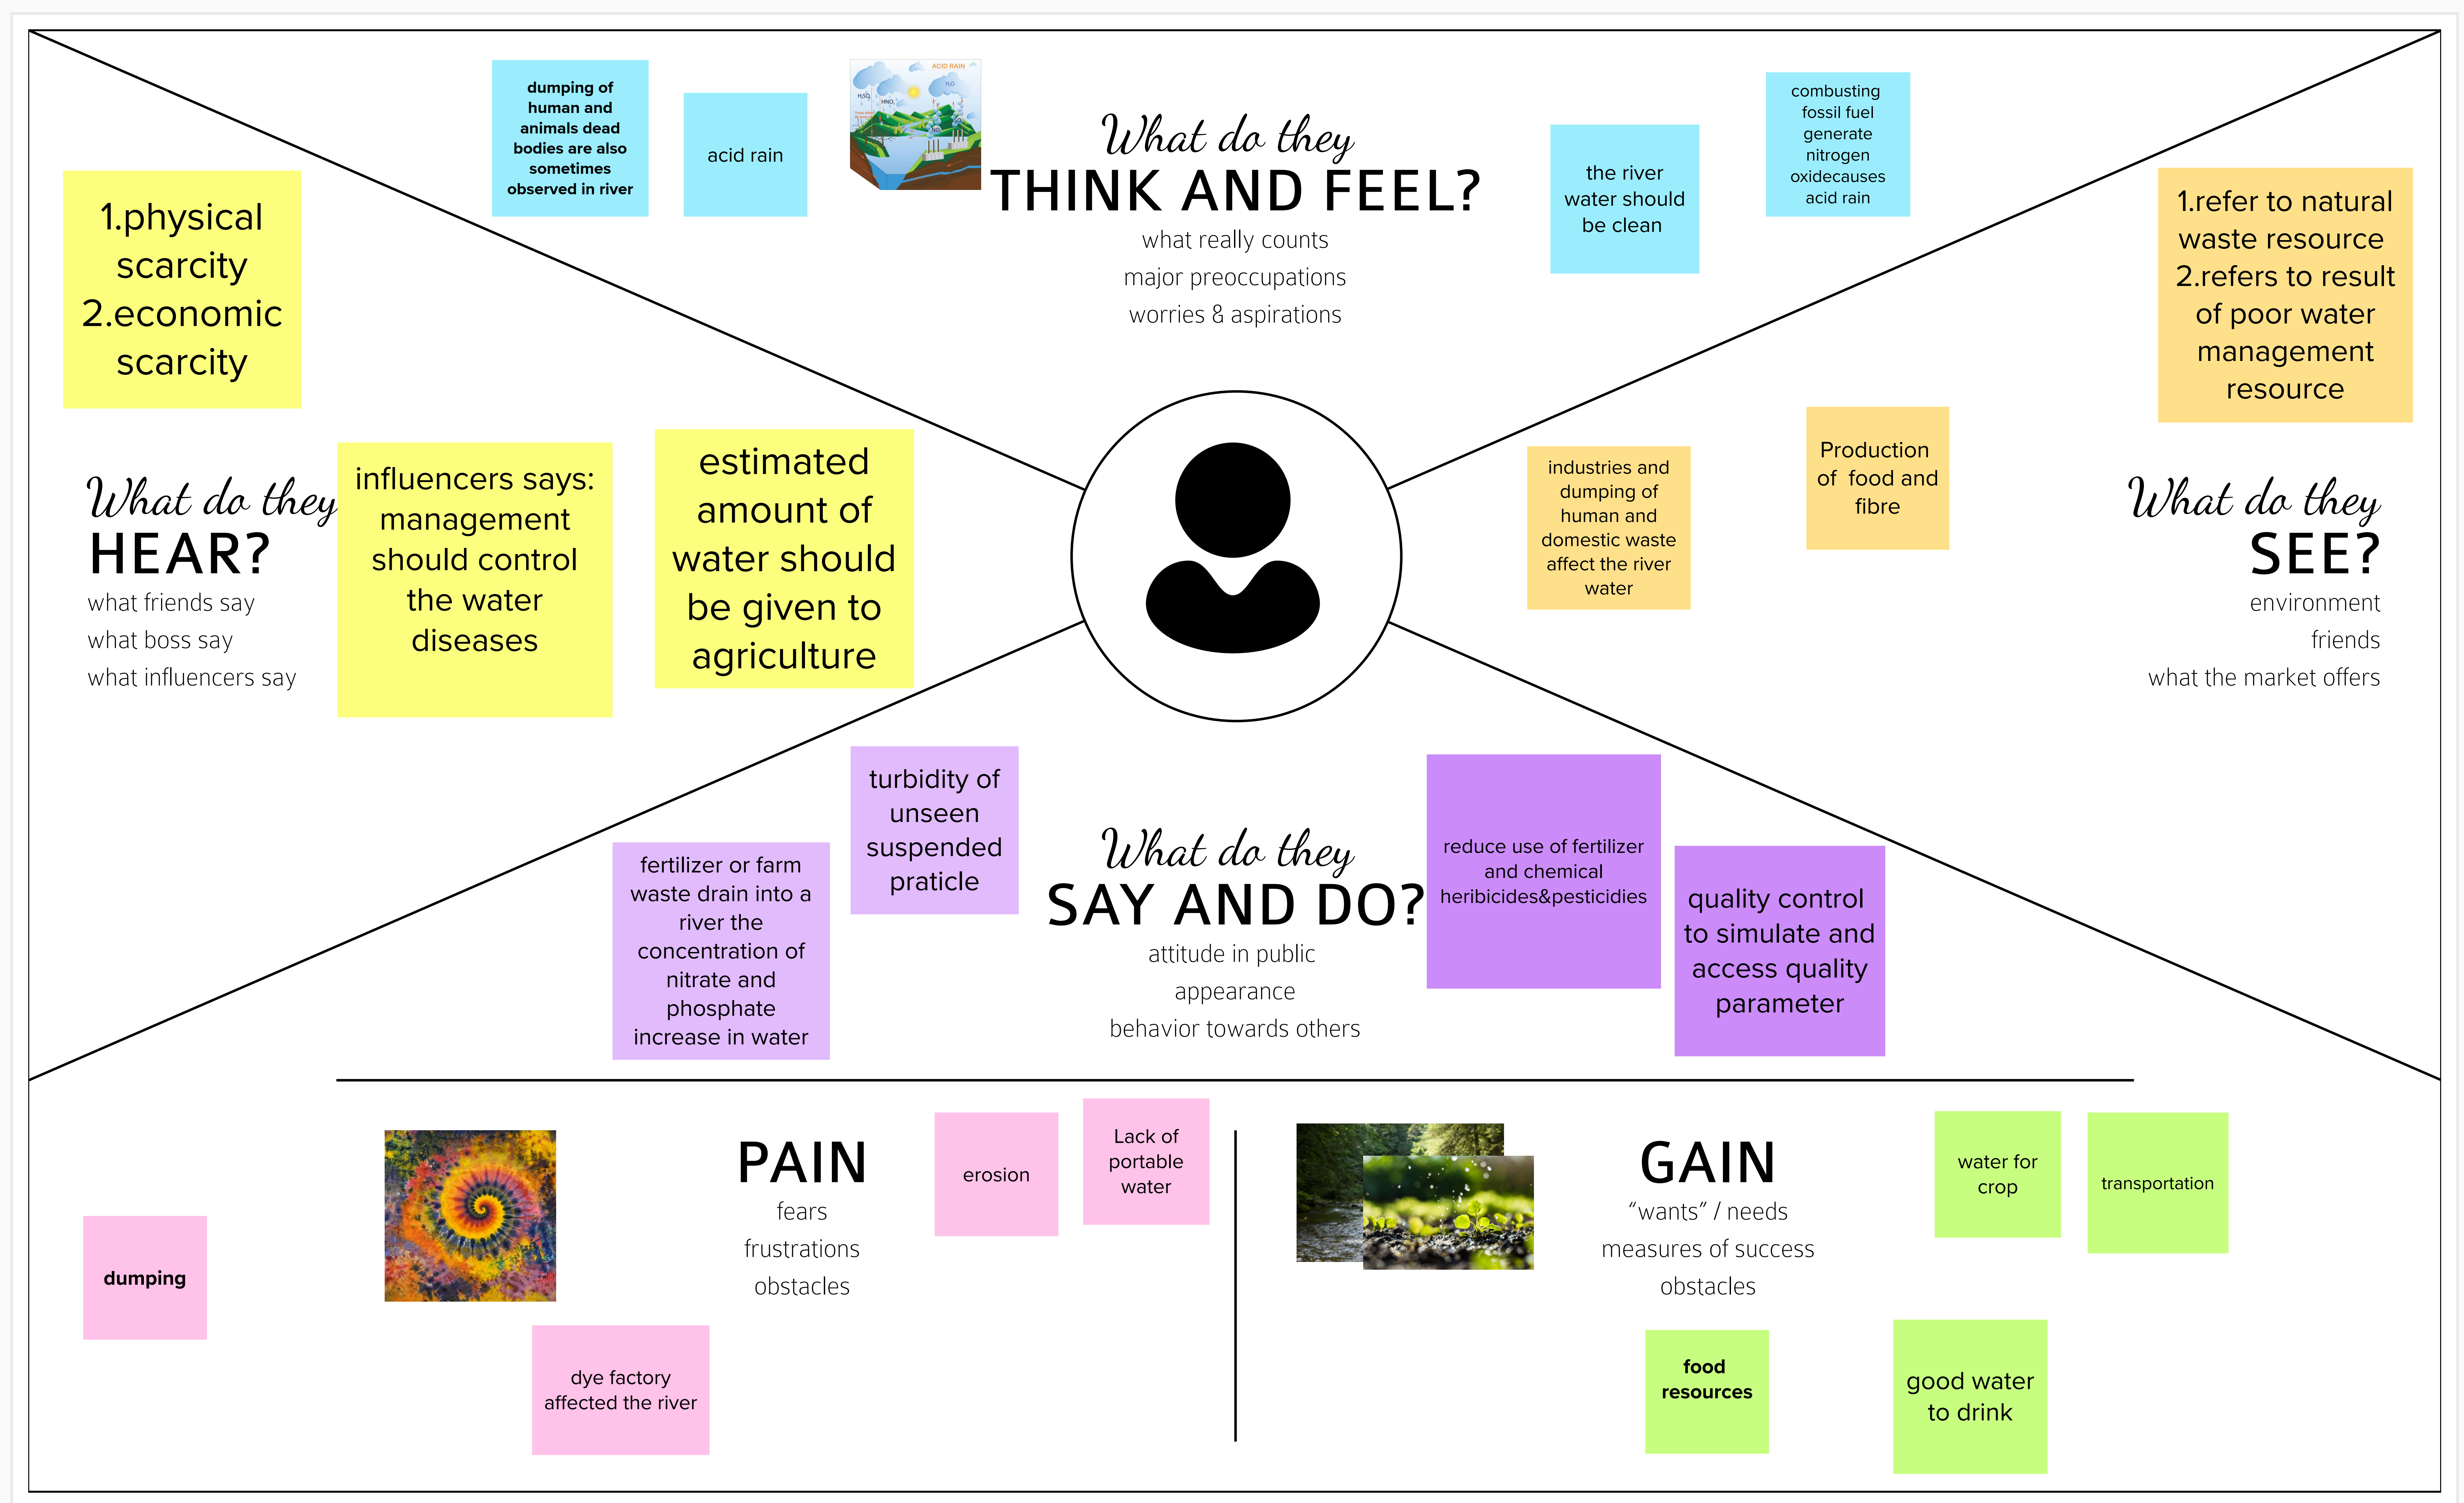 dumping of
human and
animals dead
bodies are also
sometimes
observed in river
acid rain
ACID RAIN
H₂O
HNO₃
What do they
THINK AND FEEL?
what really counts
major preoccupations
worries & aspirations
the river
water should
be clean
combusting
fossil fuel
generate
nitrogen
oxidecauses
acid rain
1.physical
scarcity
2.economic
scarcity
What do they
HEAR?
what friends say
what boss say
what influencers say
influencers says:
management
should control
the water
diseases
estimated
amount of
water should
be given to
agriculture
industries and
dumping of
human and
domestic waste
affect the river
water
Production
of food and
fibre
1.refer to natural
waste resource
2.refers to result
of poor water
management
resource
What do they
SEE?
environment
friends
what the market offers
fertilizer or farm
waste drain into a
river the
concentration of
nitrate and
phosphate
increase in water
turbidity of
unseen
suspended
praticle
What do they
SAY AND DO?
attitude in public
appearance
behavior towards others
reduce use of fertilizer
and chemical
heribicides&pesticidies
quality control
to simulate and
access quality
parameter
dumping
PAIN
fears
frustrations
obstacles
erosion
Lack of
portable
water
dye factory
affected the river
GAIN
“wants” / needs
measures of success
obstacles
water for
crop
transportation
food
resources
good water
to drink